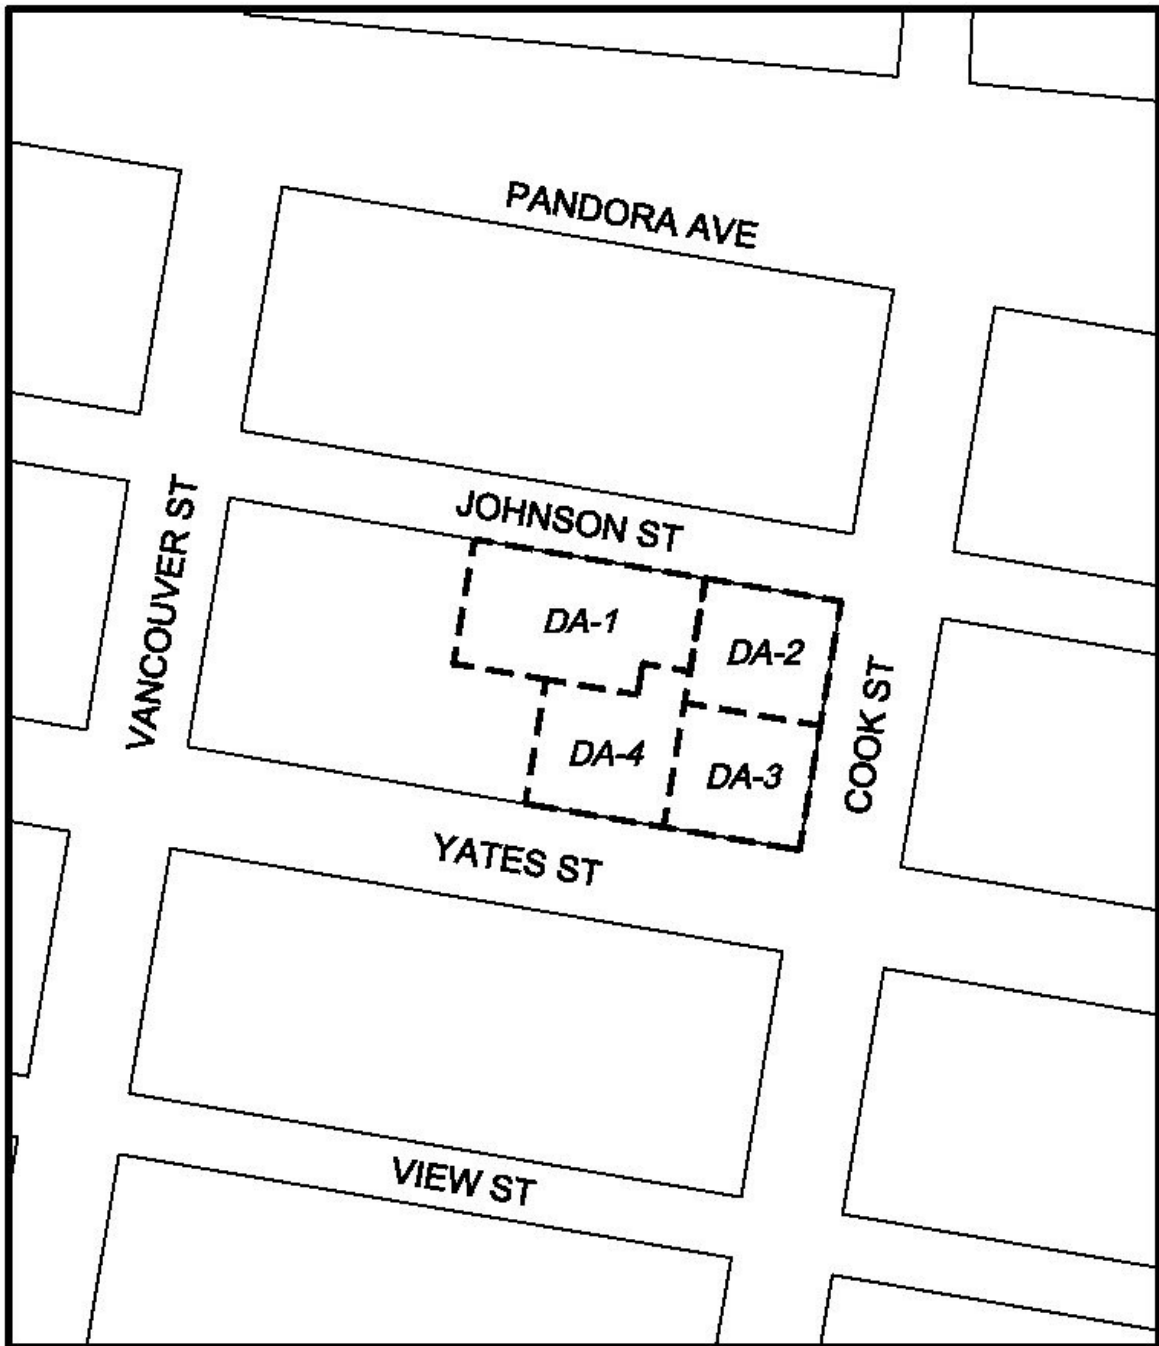 PANDORA AVE
JOHNSON ST
VANCOUVER ST
DA-1
DA-2
COOK ST
DA-4
DA-3
YATES ST
VIEW ST